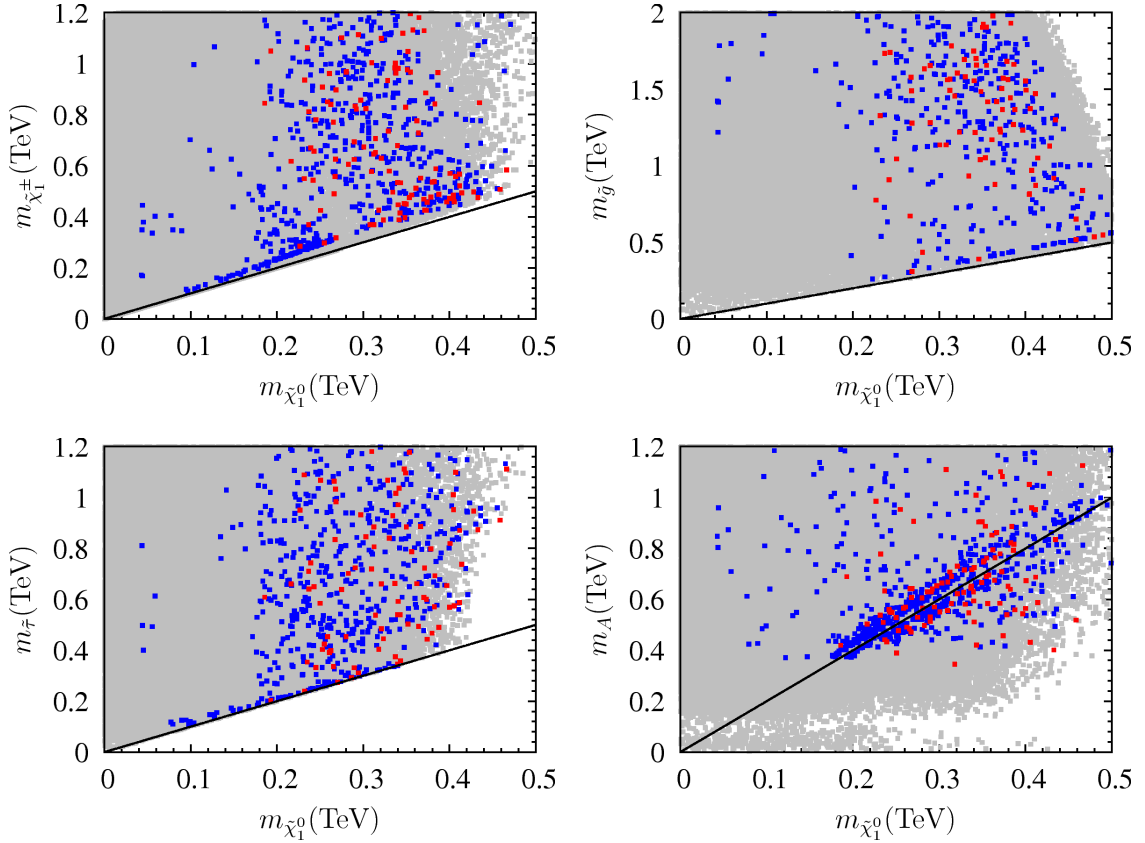 1.2
1
0.8
0.6
0.4
0.2
0
m_{\tilde{\chi}_1^{\pm}}(TeV)
0 0.1 0.2 0.3 0.4 0.5
m_{\tilde{\chi}_1^0}(TeV)
2
1.5
1
0.5
0
m_{\tilde{g}}(TeV)
0 0.1 0.2 0.3 0.4 0.5
m_{\tilde{\chi}_1^0}(TeV)
1.2
1
0.8
0.6
0.4
0.2
0
m_{\tilde{\tau}}(TeV)
0 0.1 0.2 0.3 0.4 0.5
m_{\tilde{\chi}_1^0}(TeV)
1.2
1
0.8
0.6
0.4
0.2
0
m_A(TeV)
0 0.1 0.2 0.3 0.4 0.5
m_{\tilde{\chi}_1^0}(TeV)